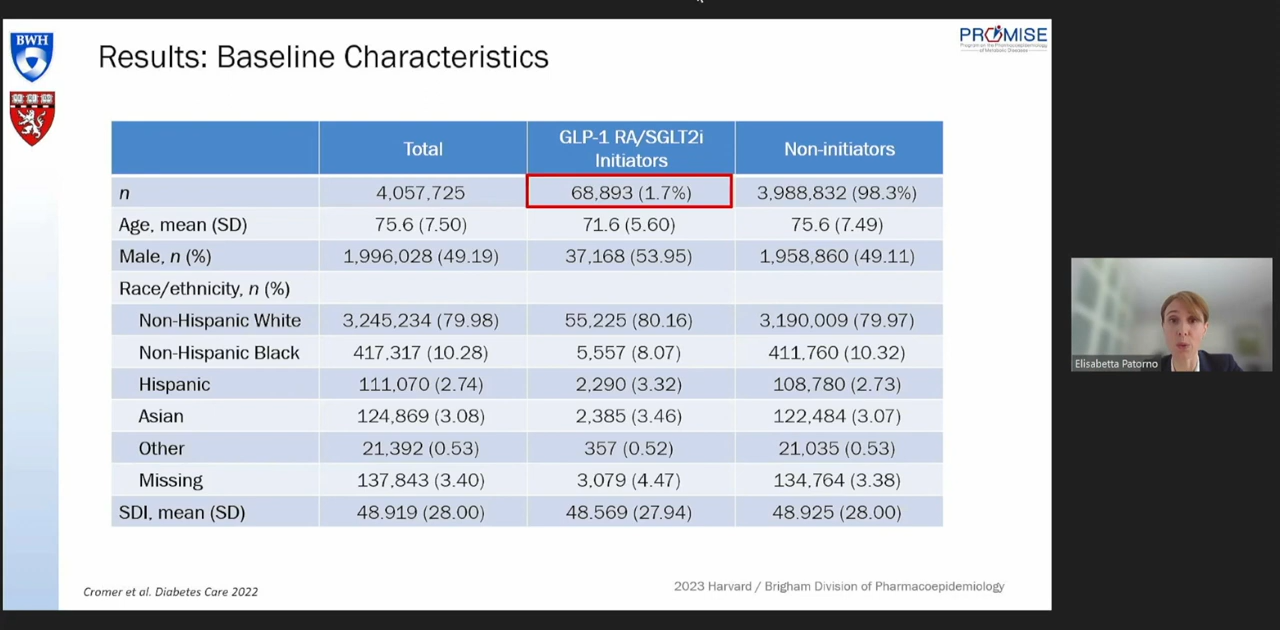 BWH
Results: Baseline Characteristics
PROMISE
Program on the Pharmacoepidemiology
of Metabolic Diseases
Total
GLP-1 RA/SGLT2i
Initiators
Non-initiators
n 4,057,725 68,893 (1.7%) 3,988,832 (98.3%)
Age, mean (SD) 75.6 (7.50) 71.6 (5.60) 75.6 (7.49)
Male, n (%) 1,996,028 (49.19) 37,168 (53.95) 1,958,860 (49.11)
Race/ethnicity, n (%)
Non-Hispanic White 3,245,234 (79.98) 55,225 (80.16) 3,190,009 (79.97)
Non-Hispanic Black 417,317 (10.28) 5,557 (8.07) 411,760 (10.32)
Hispanic 111,070 (2.74) 2,290 (3.32) 108,780 (2.73)
Asian 124,869 (3.08) 2,385 (3.46) 122,484 (3.07)
Other 21,392 (0.53) 357 (0.52) 21,035 (0.53)
Missing 137,843 (3.40) 3,079 (4.47) 134,764 (3.38)
SDI, mean (SD) 48.919 (28.00) 48.569 (27.94) 48.925 (28.00)
Cromer et al. Diabetes Care 2022
2023 Harvard / Brigham Division of Pharmacoepidemiology
Elisabetta Patorno